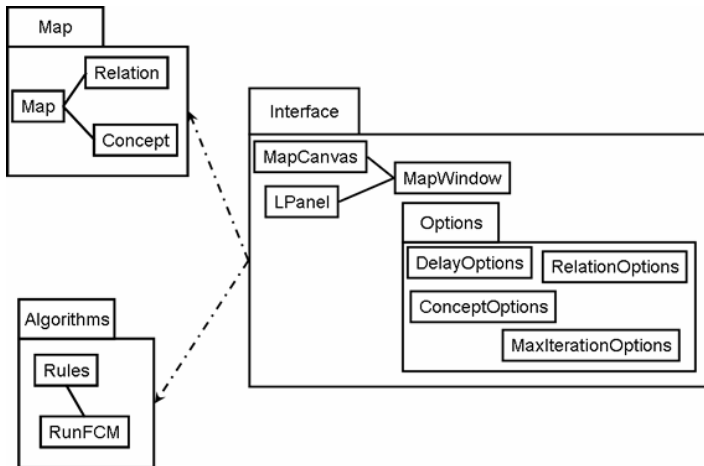 Map
Relation
Map
Concept
Interface
MapCanvas
MapWindow
LPanel
Options
DelayOptions
RelationOptions
ConceptOptions
MaxIterationOptions
Algorithms
Rules
RunFCM